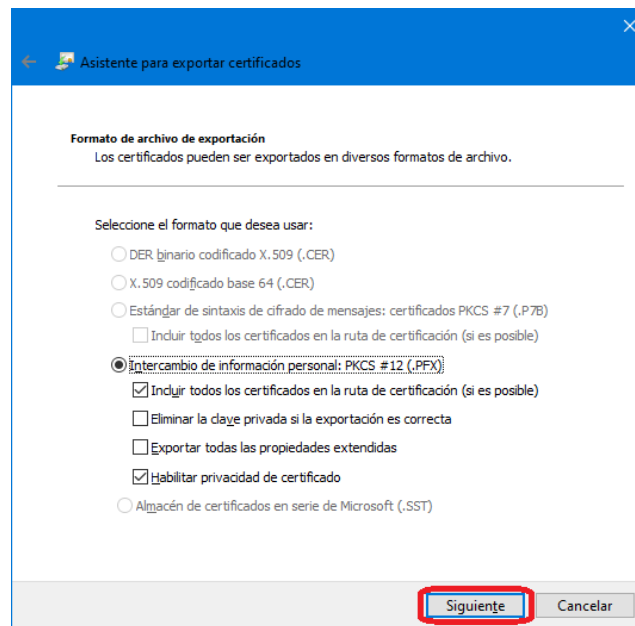 Asistente para exportar certificados
Formato de archivo de exportación
Los certificados pueden ser exportados en diversos formatos de archivo.
Seleccione el formato que desea usar:
DER binario codificado X.509 (.CER)
X.509 codificado base 64 (.CER)
Estándar de sintaxis de cifrado de mensajes: certificados PKCS #7 (.P7B)
Incluir todos los certificados en la ruta de certificación (si es posible)
Intercambio de información personal: PKCS #12 (.PFX)
Incluir todos los certificados en la ruta de certificación (si es posible)
Eliminar la clave privada si la exportación es correcta
Exportar todas las propiedades extendidas
Habilitar privacidad de certificado
Almacén de certificados en serie de Microsoft (.SST)
Siguiente Cancelar